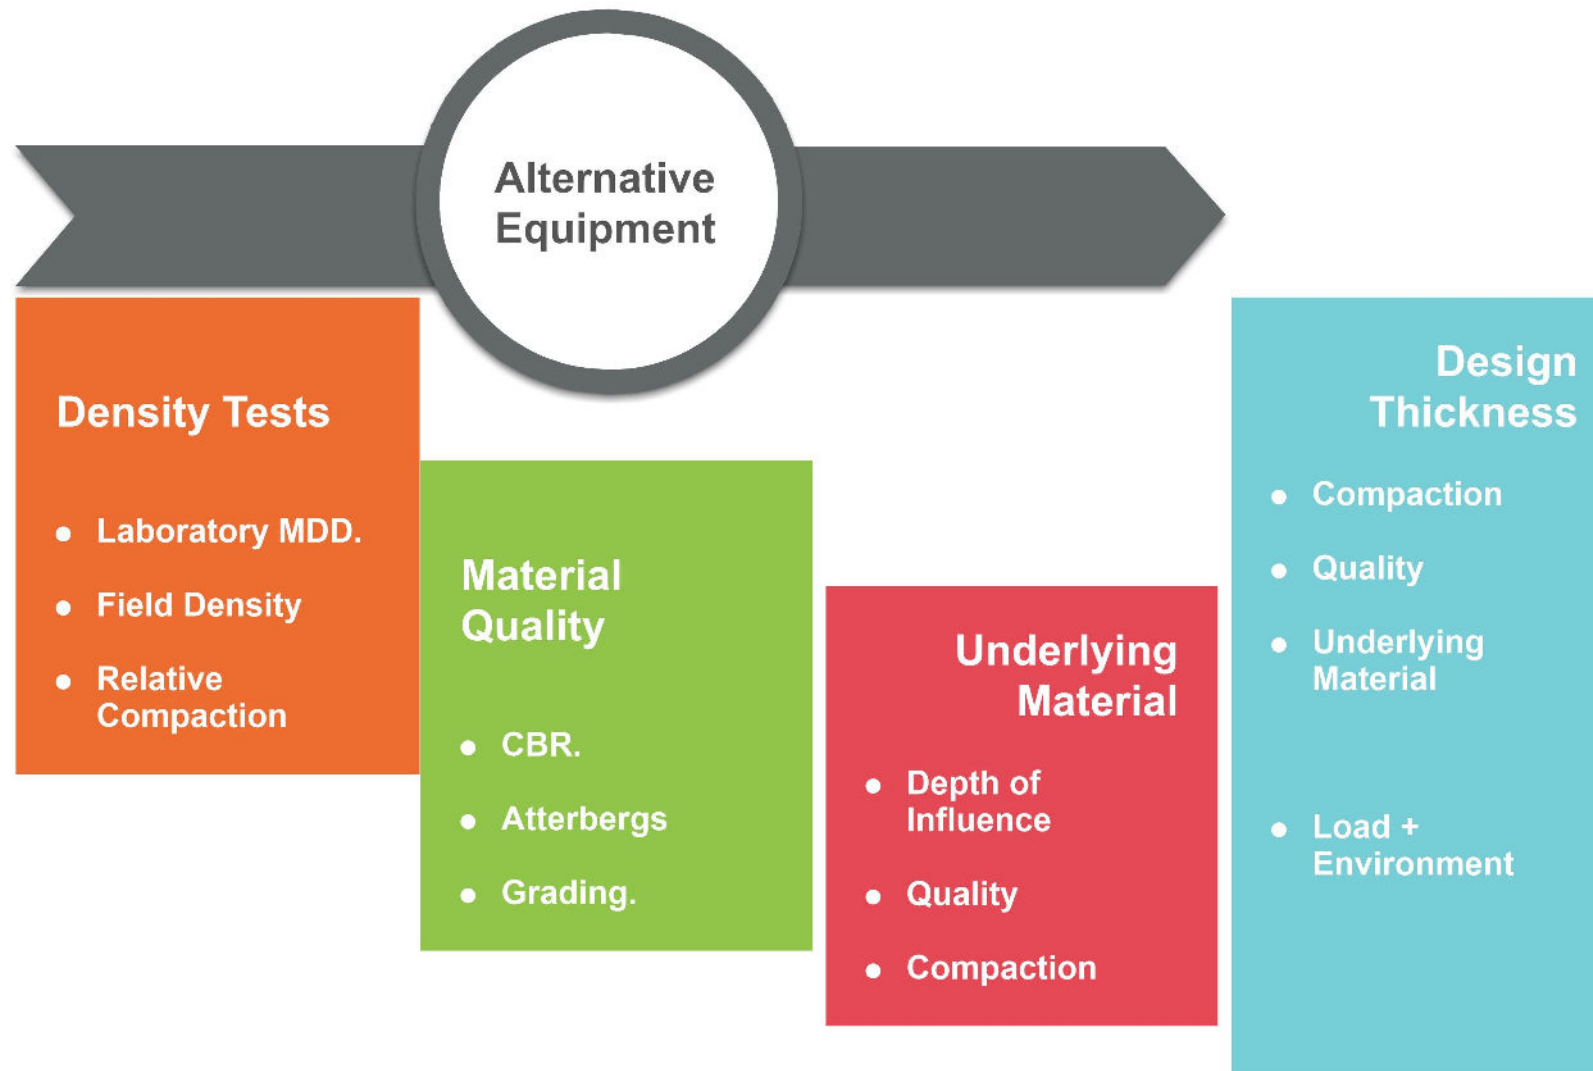 Alternative
Equipment
Density Tests
• Laboratory MDD.
• Field Density
• Relative
Compaction
Material
Quality
• CBR.
• Atterbergs
• Grading.
Underlying
Material
• Depth of
Influence
• Quality
• Compaction
Design
Thickness
• Compaction
• Quality
• Underlying
Material
• Load +
Environment